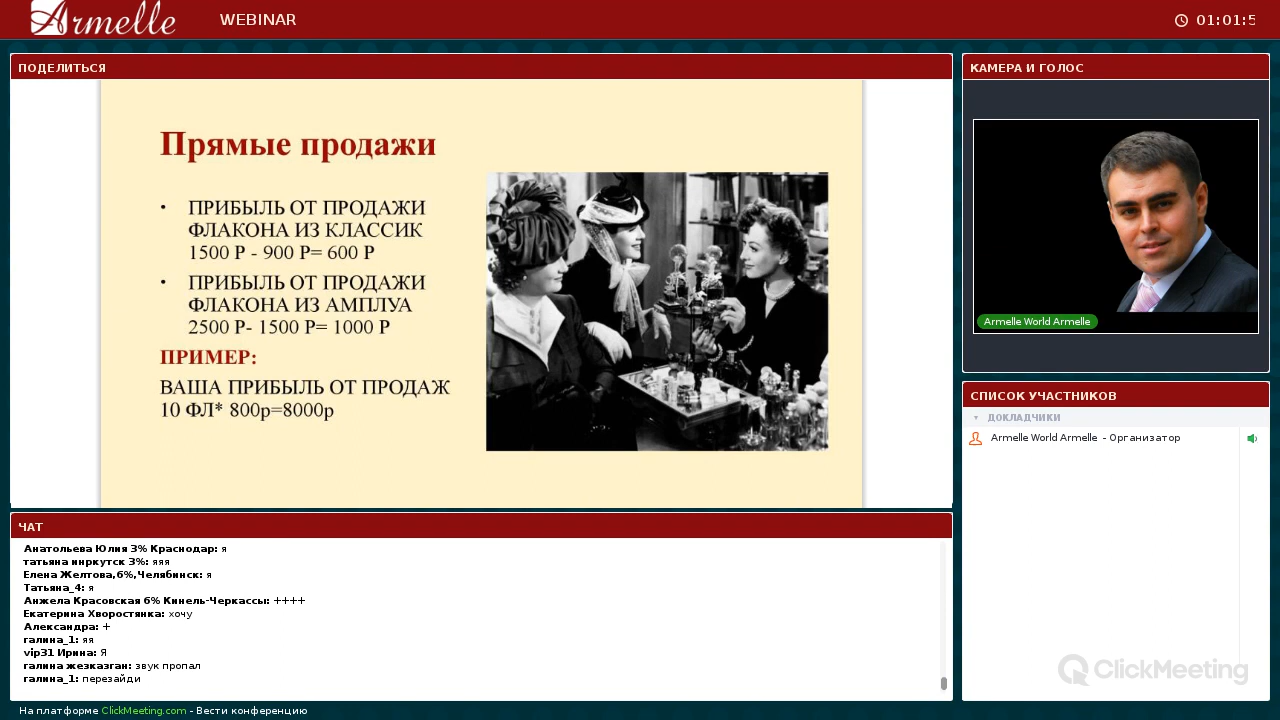 Armelle
WEBINAR
01:01:5
ПОДЕЛИТЬСЯ
Прямые продажи
• ПРИБЫЛЬ ОТ ПРОДАЖИ
ФЛАКОНА ИЗ КЛАССИК
1500 Р - 900 Р= 600 Р
• ПРИБЫЛЬ ОТ ПРОДАЖИ
ФЛАКОНА ИЗ АМПЛУА
2500 Р- 1500 Р= 1000 Р
ПРИМЕР:
ВАША ПРИБЫЛЬ ОТ ПРОДАЖ
10 ФЛ* 800р=8000р
КАМЕРА И ГОЛОС
Armelle World Armelle
СПИСОК УЧАСТНИКОВ
ДОКЛАДЧИКИ
Armelle World Armelle - Организатор
ClickMeeting
ЧАТ
Анатольева Юлия 3% Краснодар: я
татьяна инркутск 3%: яяя
Елена Желтова,6%,Челябинск: я
Татьяна_4: я
Анжела Красовская 6% Кинель-Черкассы: ++++
Екатерина Хворостянка: хочу
Александра: +
галина_1: яя
vip31 Ирина: Я
галина жезказган: звук пропал
галина_1: перезайди
На платформе ClickMeeting.com - Вести конференцию